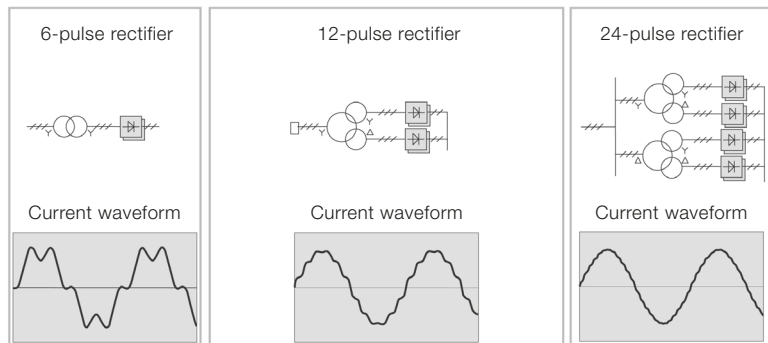 6-pulse rectifier
Current waveform
12-pulse rectifier
Current waveform
24-pulse rectifier
Current waveform